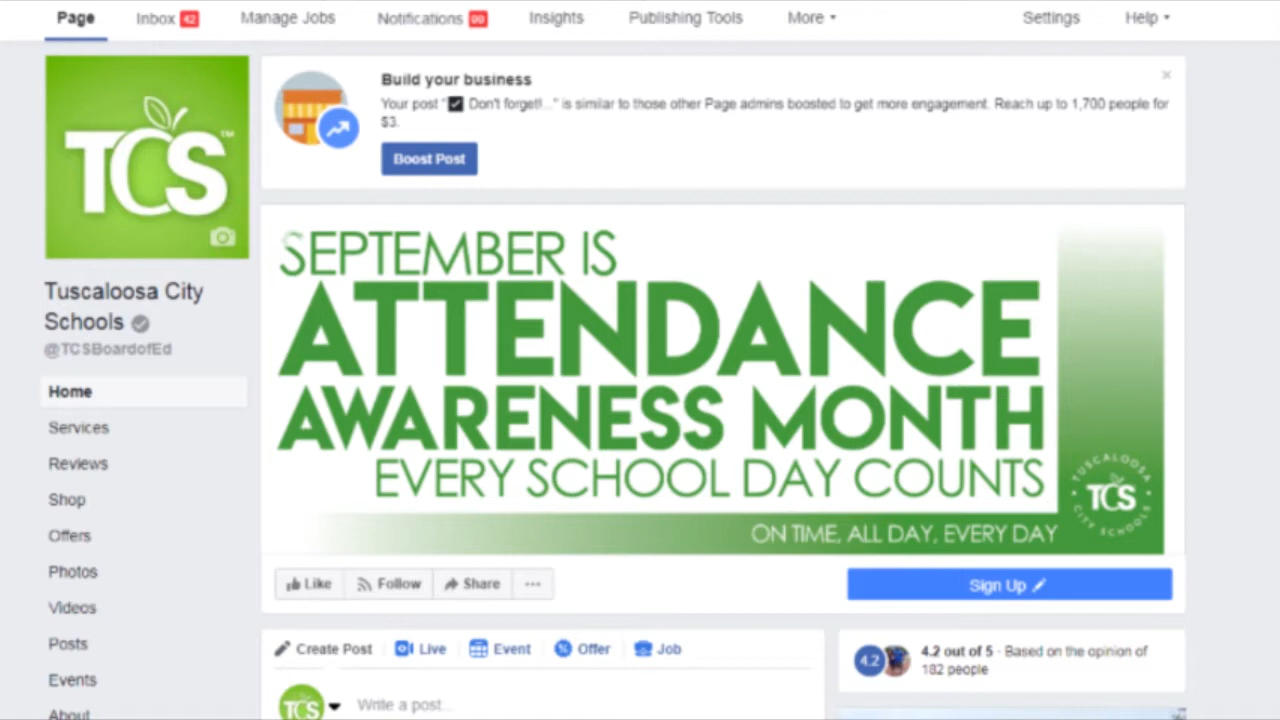 Page Inbox 42 Manage Jobs Notifications 99 Insights Publishing Tools More Settings Help
TCS™
Build your business
Your post "☑ Don't forget!..." is similar to those other Page admins boosted to get more engagement. Reach up to 1,700 people for
$3.
Boost Post
Tuscaloosa City
Schools
@TCSBoardofEd
Home
Services
Reviews
Shop
Offers
Photos
Videos
Posts
Events
About
SEPTEMBER IS
ATTENDANCE
AWARENESS MONTH
EVERY SCHOOL DAY COUNTS
ON TIME, ALL DAY, EVERY DAY
TUSCALOOSA
TCS
CITY SCHOOLS
Like Follow Share ...
Sign Up
Create Post Live Event Offer Job
TCS Write a post...
4.2 4.2 out of 5 · Based on the opinion of
182 people